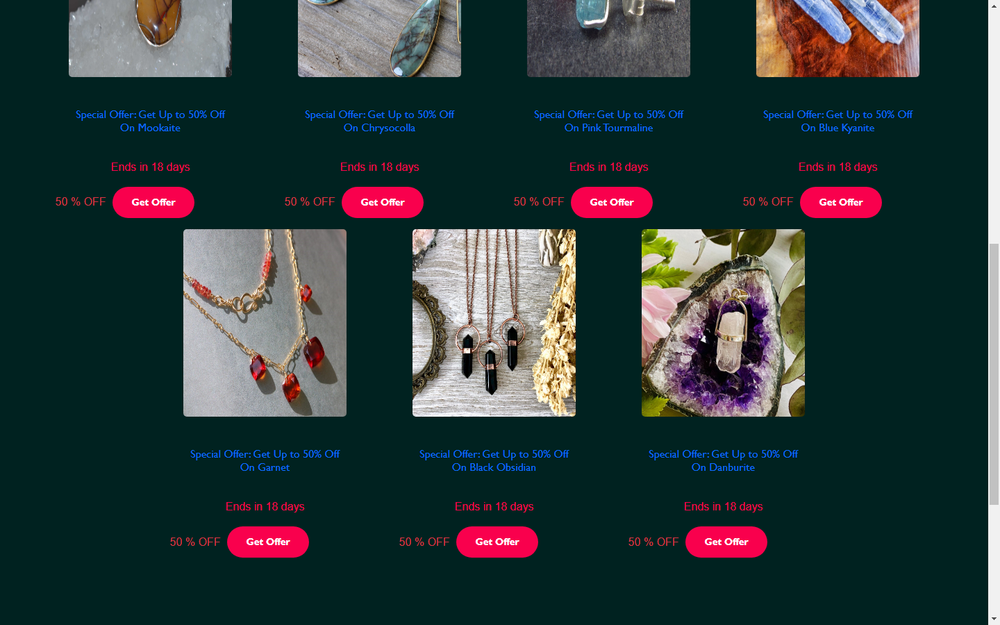 Special Offer: Get Up to 50% Off
On Mookaite
Ends in 18 days
50 % OFF
Get Offer
Special Offer: Get Up to 50% Off
On Chrysocolla
Ends in 18 days
50 % OFF
Get Offer
Special Offer: Get Up to 50% Off
On Pink Tourmaline
Ends in 18 days
50 % OFF
Get Offer
Special Offer: Get Up to 50% Off
On Blue Kyanite
Ends in 18 days
50 % OFF
Get Offer
Special Offer: Get Up to 50% Off
On Garnet
Ends in 18 days
50 % OFF
Get Offer
Special Offer: Get Up to 50% Off
On Black Obsidian
Ends in 18 days
50 % OFF
Get Offer
Special Offer: Get Up to 50% Off
On Danburite
Ends in 18 days
50 % OFF
Get Offer